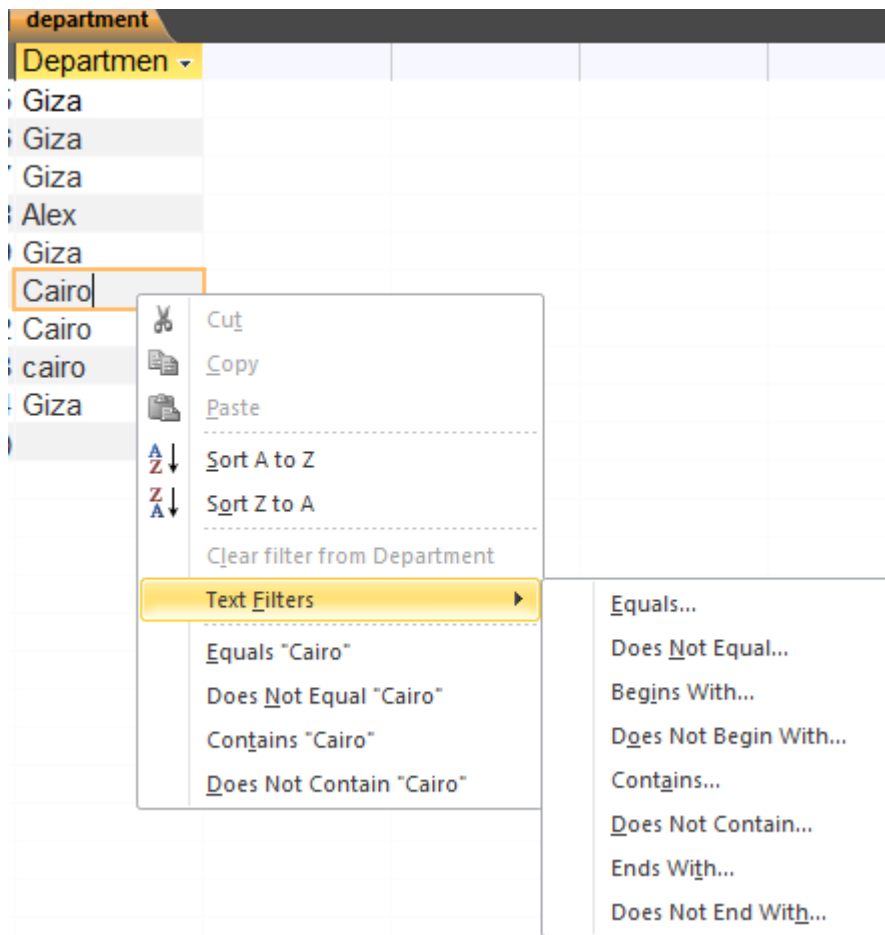 department
Departmen
Giza
Giza
Giza
Alex
Giza
Cairo
Cairo
cairo
Giza
Cut
Copy
Paste
Sort A to Z
Sort Z to A
Clear filter from Department
Text Filters
Equals "Cairo"
Does Not Equal "Cairo"
Contains "Cairo"
Does Not Contain "Cairo"
Equals...
Does Not Equal...
Begins With...
Does Not Begin With...
Contains...
Does Not Contain...
Ends With...
Does Not End With...